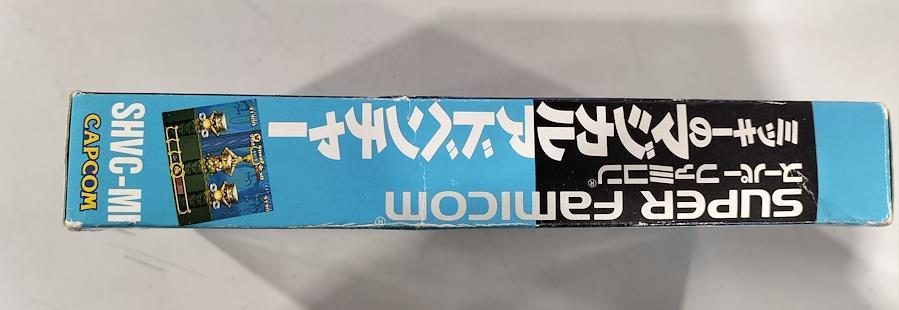 ミッキーのマジカルアドベンチャー
スーパーファミコン®
SUPER FAMICOM®
SHVC-MI
CAPCOM